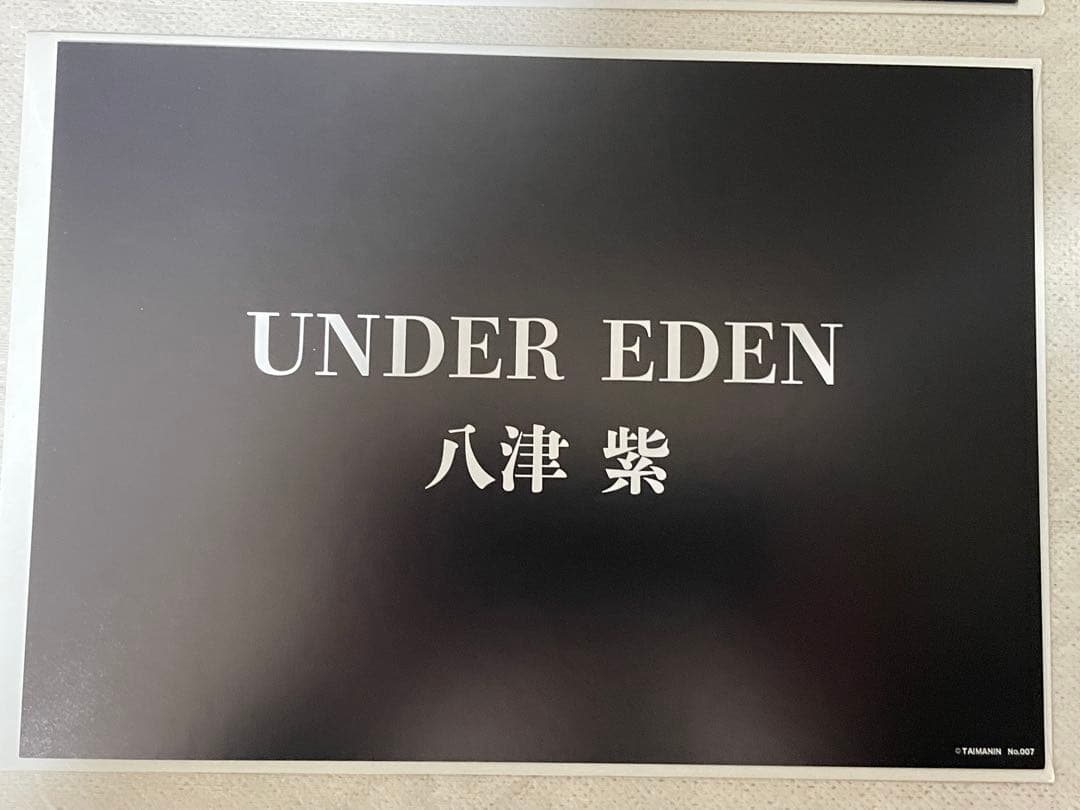 UNDER EDEN
八津 紫
©TAIMANIN No.007